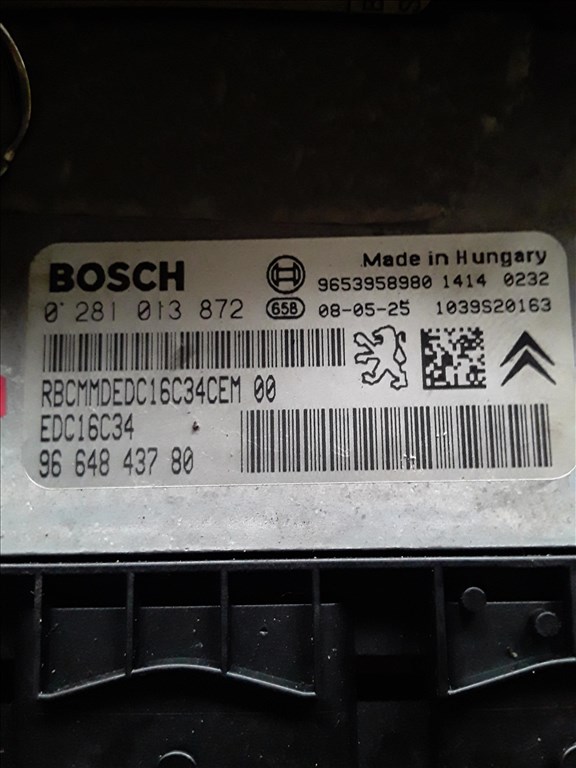 BOSCH
0 281 013 872
658
Made in Hungary
9653958980 1414 0232
08-05-25 1039S20163
RBCMMDEDC16C34CEM 00
EDC16C34
96 648 437 80